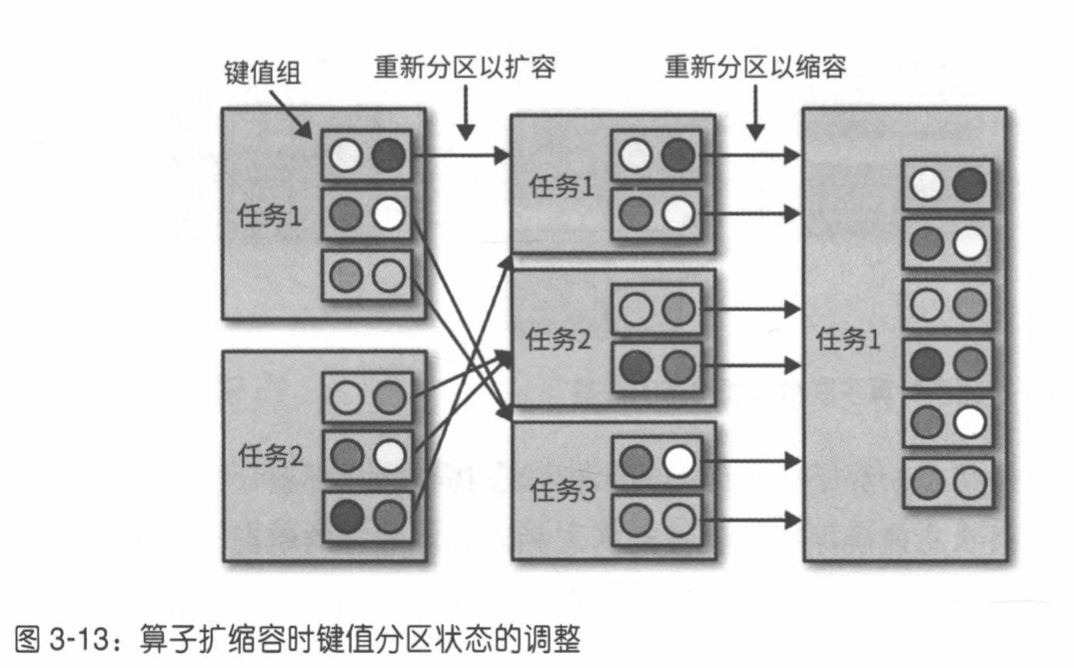 键值组
重新分区以扩容
重新分区以缩容
任务1
任务2
任务1
任务2
任务3
任务1
图 3-13：算子扩缩容时键值分区状态的调整